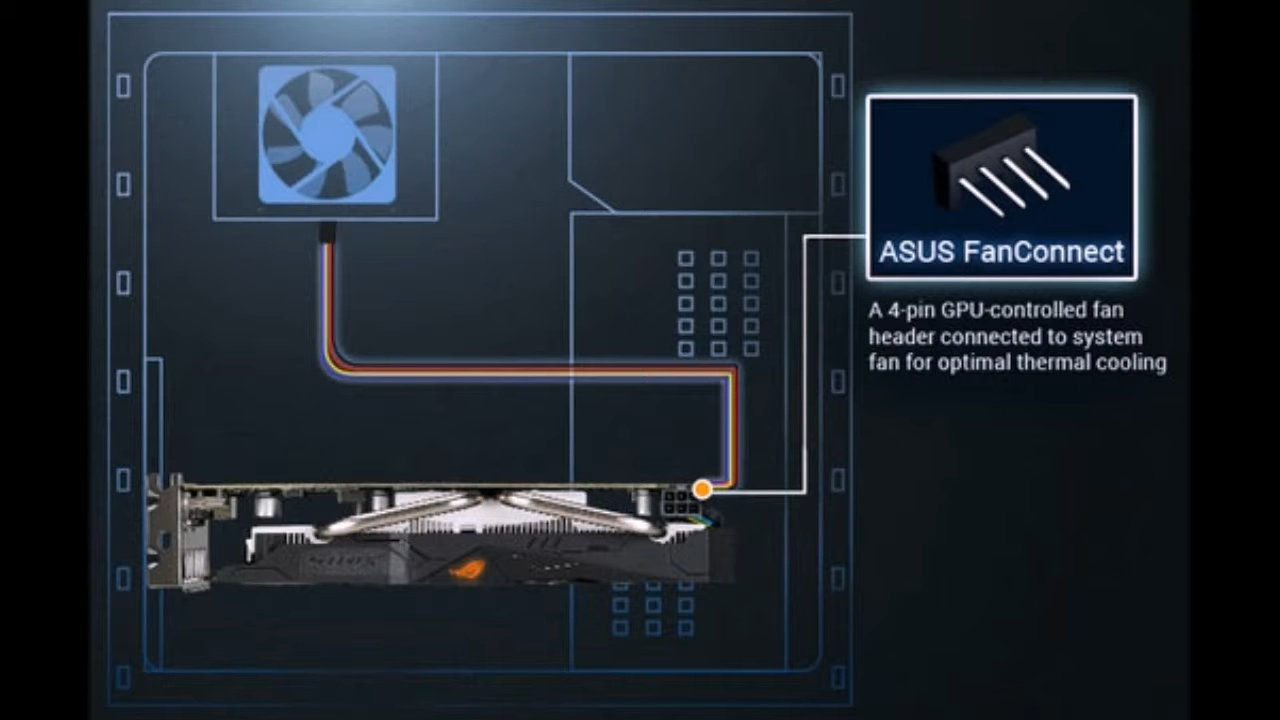 ASUS FanConnect
A 4-pin GPU-controlled fan
header connected to system
fan for optimal thermal cooling